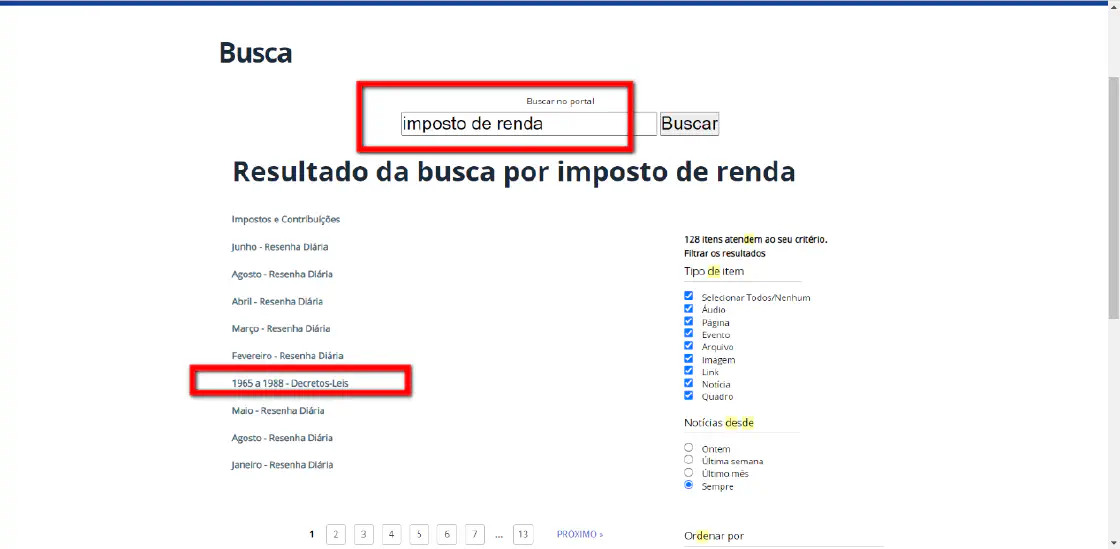 Busca
Buscar no portal
imposto de renda Buscar
Resultado da busca por imposto de renda
Impostos e Contribuições
Junho - Resenha Diária
Agosto - Resenha Diária
Abril - Resenha Diária
Março - Resenha Diária
Fevereiro - Resenha Diária
1965 a 1988 - Decretos-Leis
Maio - Resenha Diária
Agosto - Resenha Diária
Janeiro - Resenha Diária
1 2 3 4 5 6 7 ... 13 PRÓXIMO »
128 itens atendem ao seu critério.
Filtrar os resultados
Tipo de item
Selecionar Todos/Nenhum
Áudio
Página
Evento
Arquivo
Imagem
Link
Notícia
Quadro
Notícias desde
Ontem
Última semana
Último mês
Sempre
Ordenar por